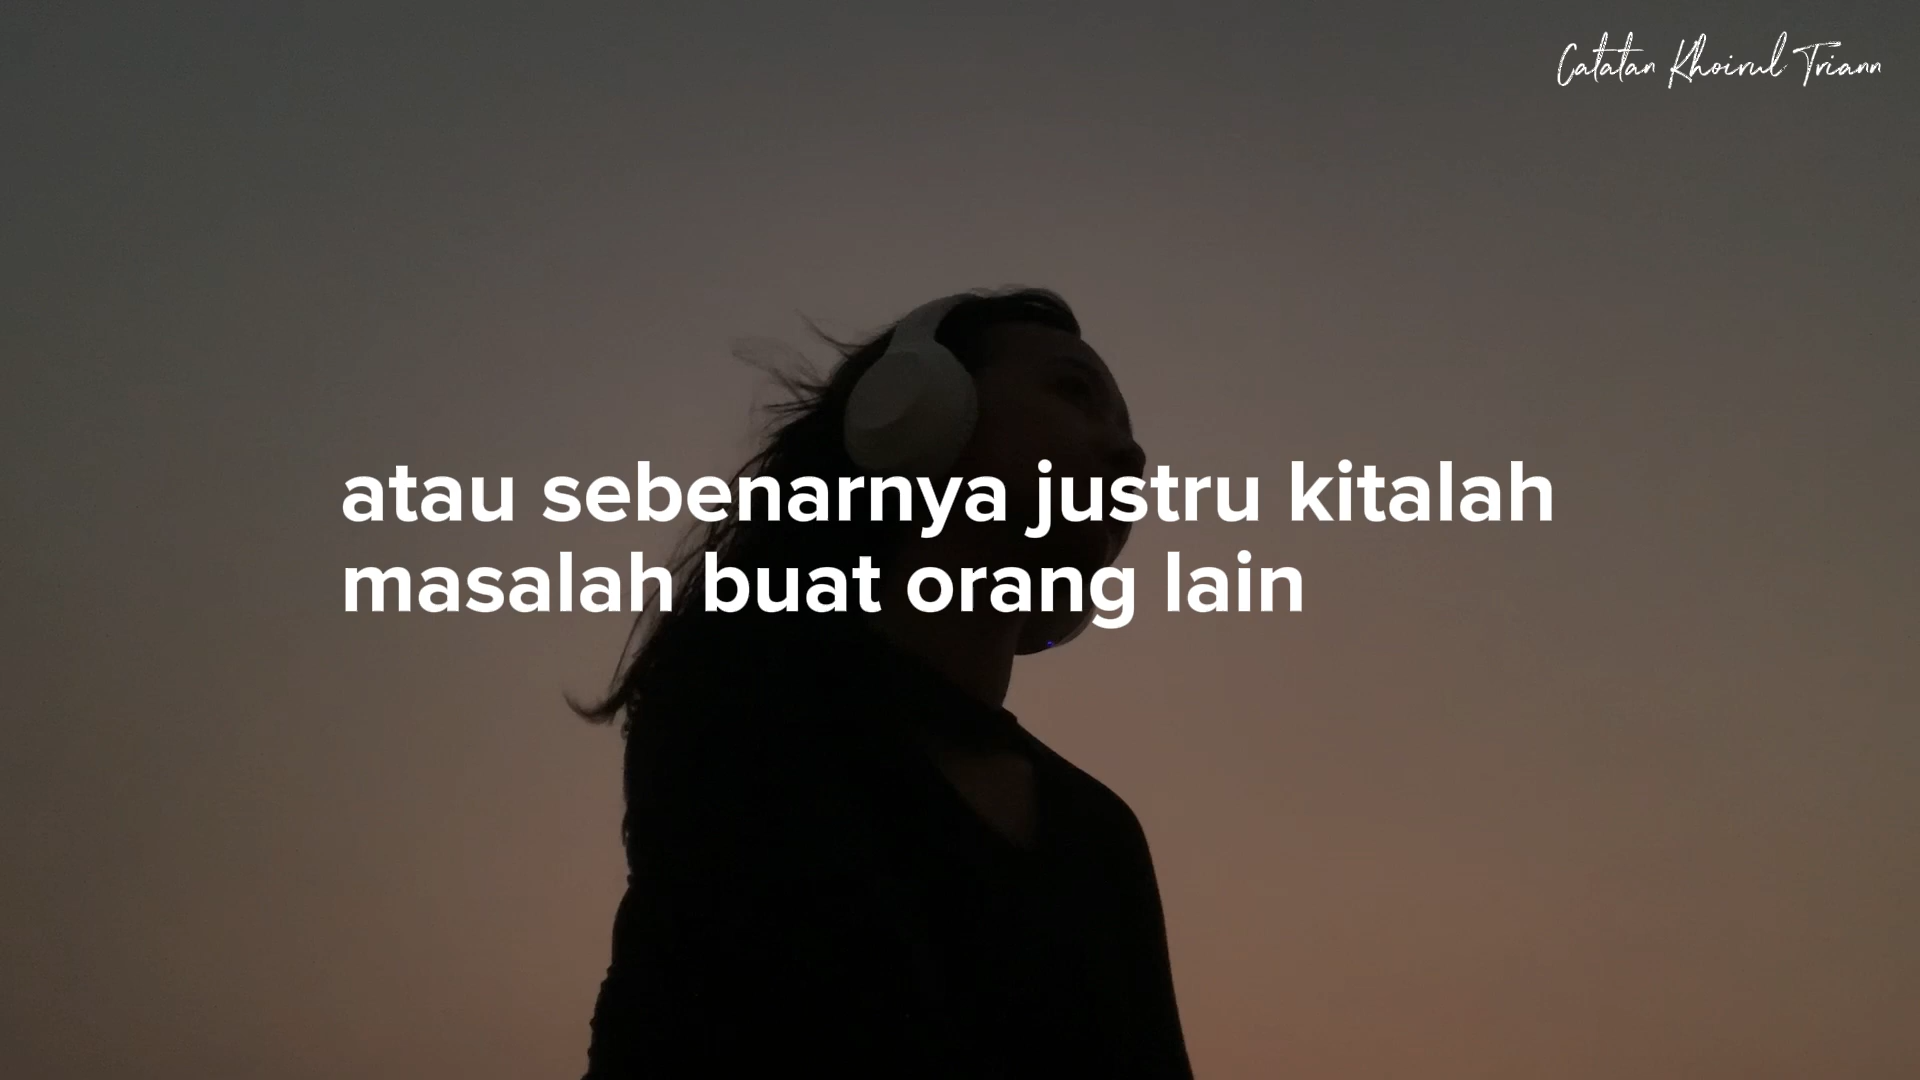 Catatan Khoirul Triann
atau sebenarnya justru kitalah
masalah buat orang lain